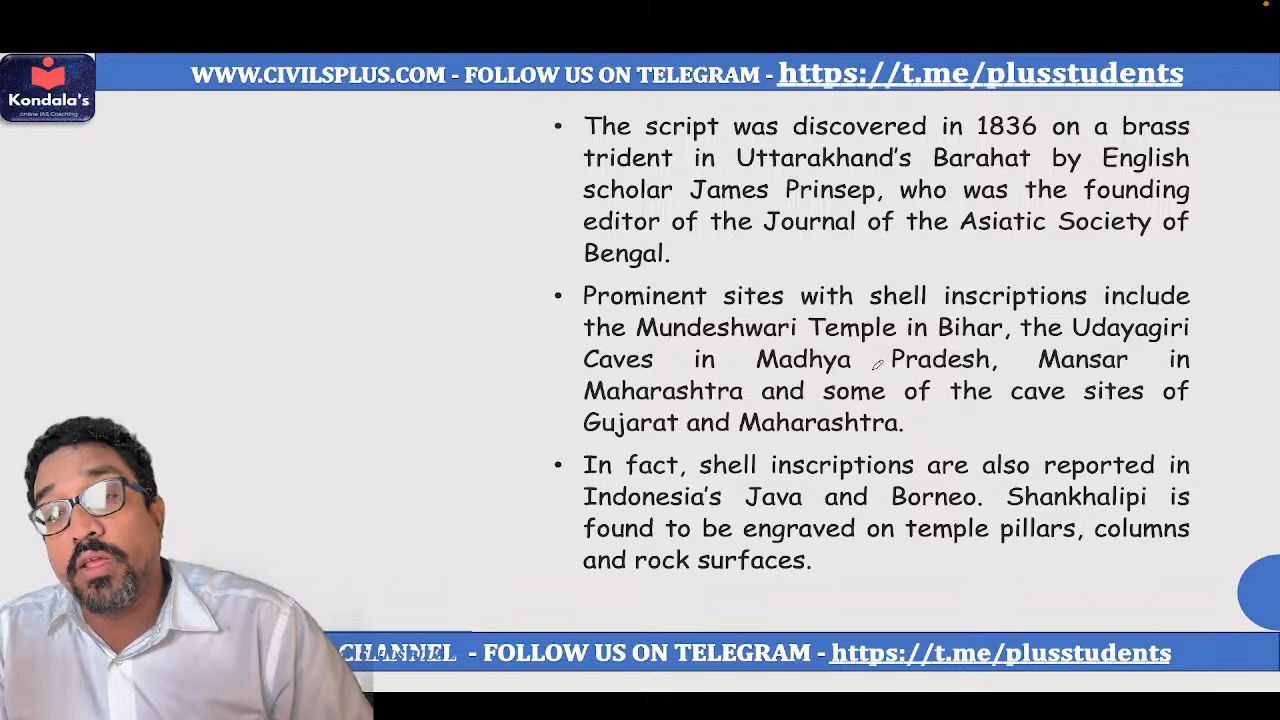 WWW.CIVILSPLUS.COM - FOLLOW US ON TELEGRAM - https://t.me/plusstudents
Kondala's
online IAS Coaching
• The script was discovered in 1836 on a brass
trident in Uttarakhand's Barahat by English
scholar James Prinsep, who was the founding
editor of the Journal of the Asiatic Society of
Bengal.
• Prominent sites with shell inscriptions include
the Mundeshwari Temple in Bihar, the Udayagiri
Caves in Madhya Pradesh, Mansar in
Maharashtra and some of the cave sites of
Gujarat and Maharashtra.
• In fact, shell inscriptions are also reported in
Indonesia's Java and Borneo. Shankhalipi is
found to be engraved on temple pillars, columns
and rock surfaces.
CHANNEL - FOLLOW US ON TELEGRAM - https://t.me/plusstudents